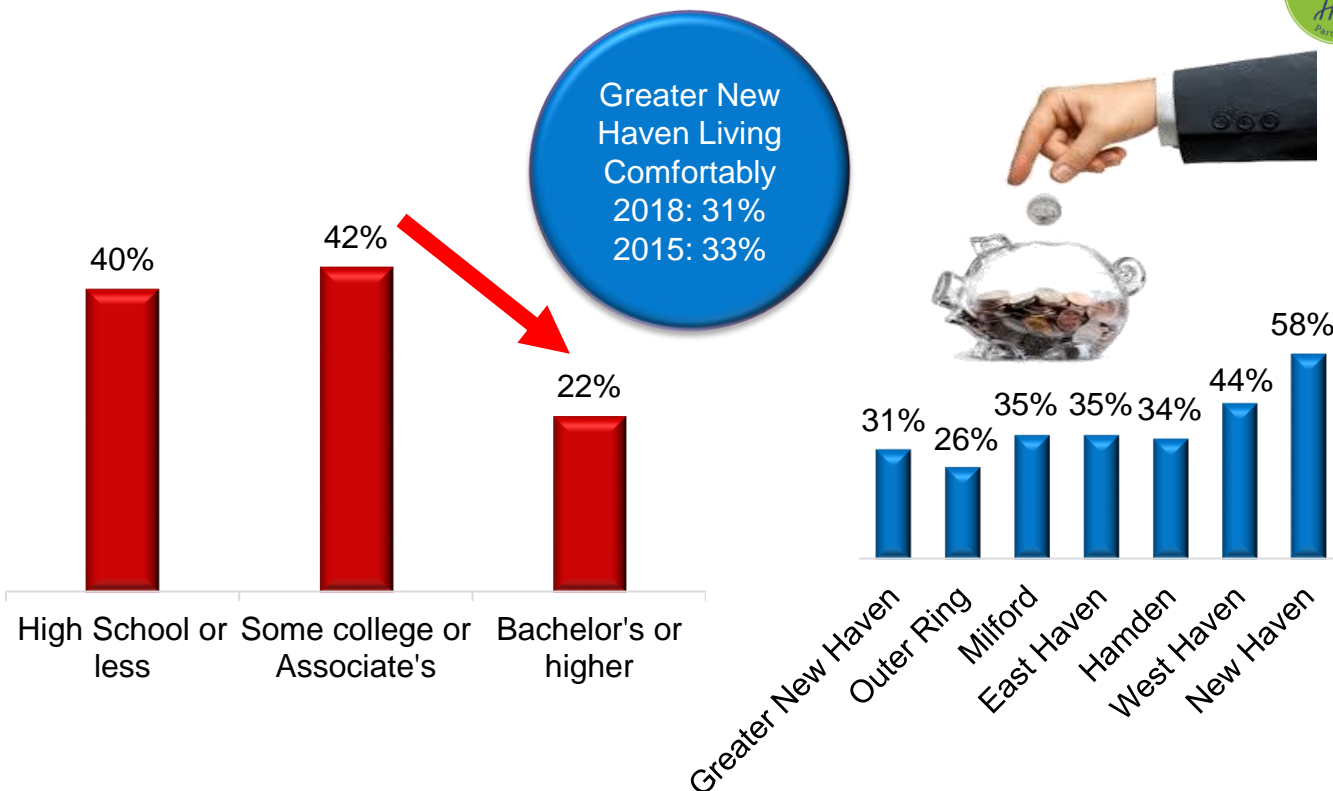 Greater New
Haven Living
Comfortably
2018: 31%
2015: 33%
40%
42%
22%
High School or
less
Some college or
Associate's
Bachelor's or
higher
31%
26%
35%
35%
34%
44%
58%
Greater New Haven
Outer Ring
Milford
East Haven
Hamden
West Haven
New Haven